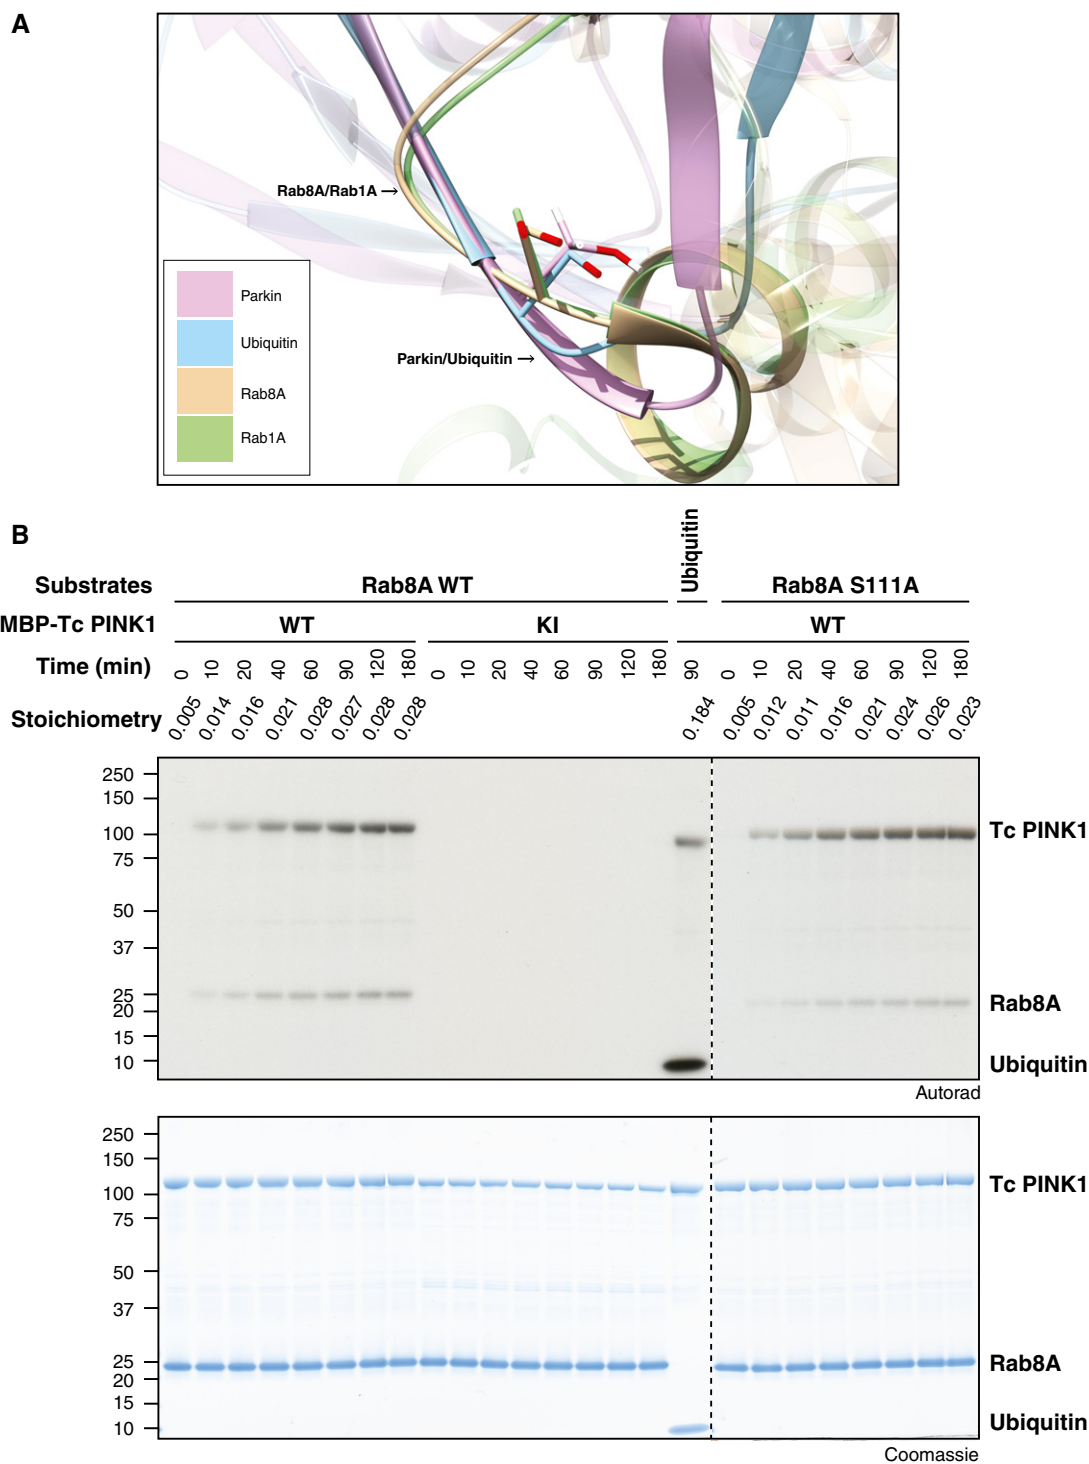 A
Rab8A/Rab1A →
Parkin/Ubiquitin →
Parkin
Ubiquitin
Rab8A
Rab1A
B
Substrates Rab8A WT Ubiquitin Rab8A S111A
MBP-Tc PINK1 WT KI WT
Time (min) 0 10 20 40 60 90 120 180 0 10 20 40 60 90 120 180 90 0 10 20 40 60 90 120 180
Stoichiometry 0.005 0.014 0.016 0.021 0.028 0.027 0.028 0.028 0.184 0.005 0.012 0.011 0.016 0.021 0.024 0.026 0.023
250
150
100 Tc PINK1
75
50
37
25 Rab8A
20
15
10 Ubiquitin
Autorad
250
150
100 Tc PINK1
75
50
37
25 Rab8A
20
15
10 Ubiquitin
Coomassie